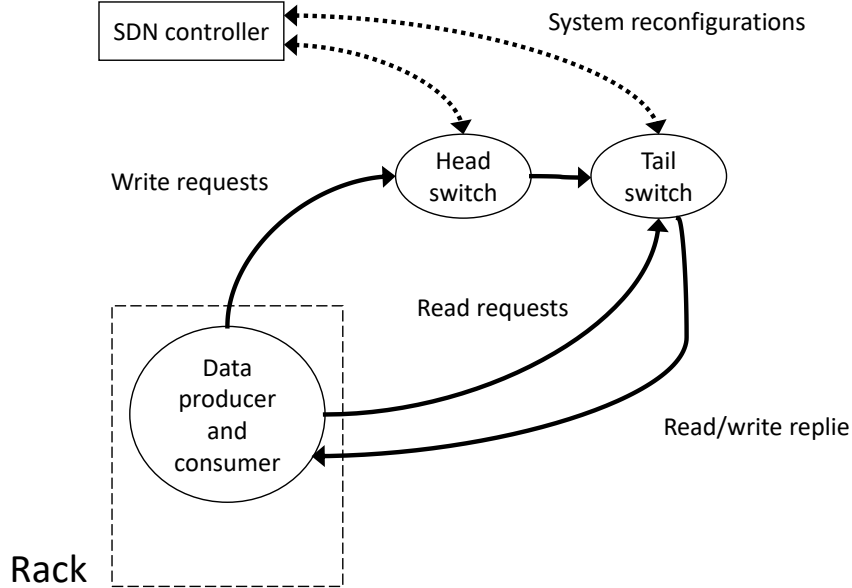 SDN controller
System reconfigurations
Head
switch
Tail
switch
Write requests
Read requests
Data
producer
and
consumer
Read/write replie
Rack